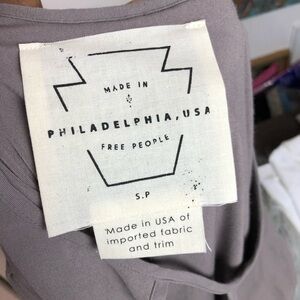 MADE IN
PHILADELPHIA, USA
FREE PEOPLE
S.P
Made in USA of
imported fabric
and trim